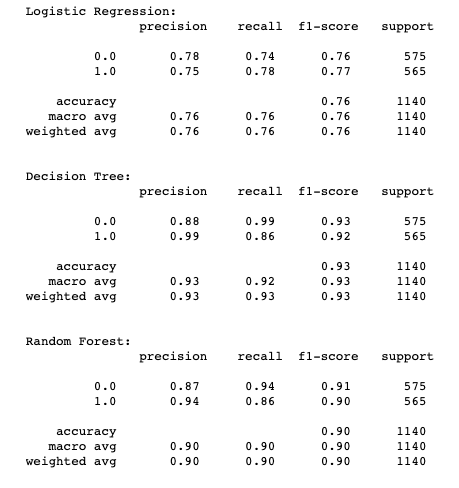 Logistic Regression:
precision recall f1-score support
0.0 0.78 0.74 0.76 575
1.0 0.75 0.78 0.77 565
accuracy 0.76 1140
macro avg 0.76 0.76 0.76 1140
weighted avg 0.76 0.76 0.76 1140
Decision Tree:
precision recall f1-score support
0.0 0.88 0.99 0.93 575
1.0 0.99 0.86 0.92 565
accuracy 0.93 1140
macro avg 0.93 0.92 0.93 1140
weighted avg 0.93 0.93 0.93 1140
Random Forest:
precision recall f1-score support
0.0 0.87 0.94 0.91 575
1.0 0.94 0.86 0.90 565
accuracy 0.90 1140
macro avg 0.90 0.90 0.90 1140
weighted avg 0.90 0.90 0.90 1140